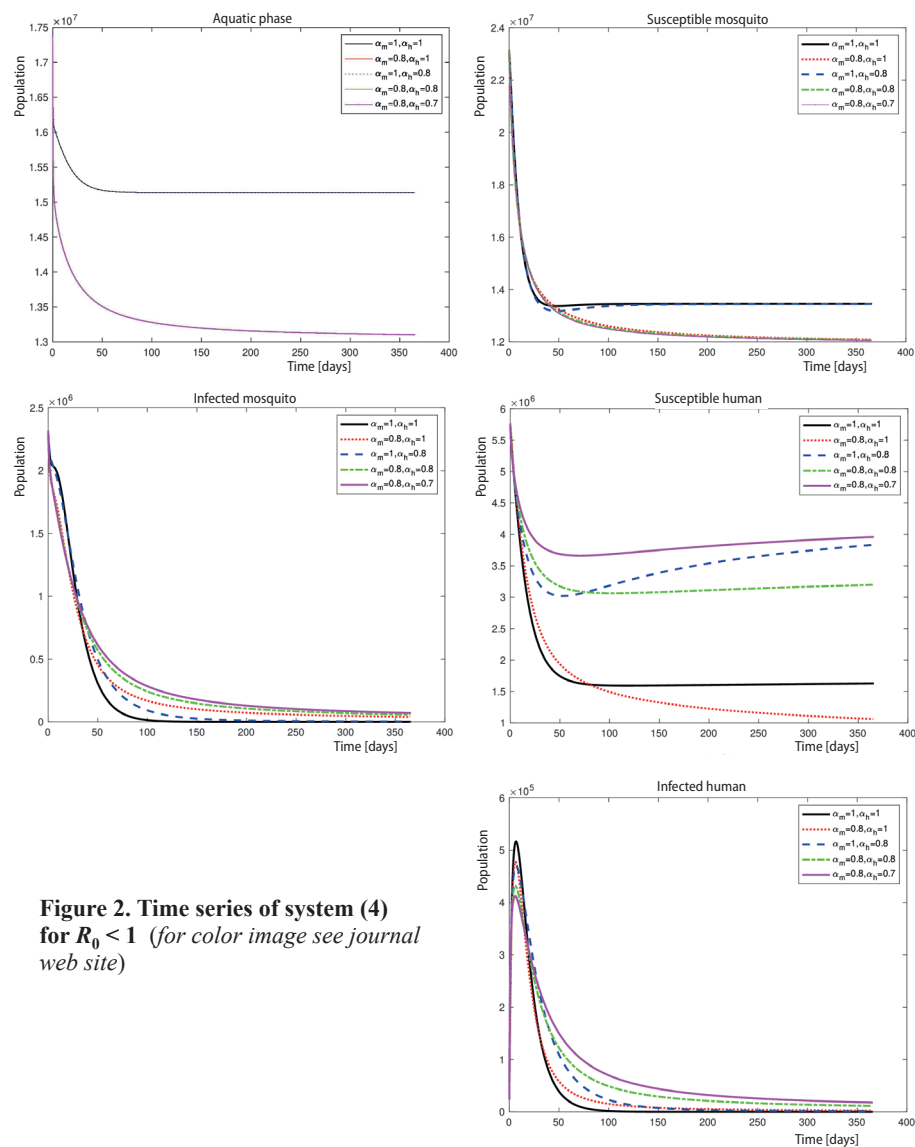 Aquatic phase
×10⁷
Population
1.75
1.7
1.65
1.6
1.55
1.5
1.45
1.4
1.35
1.3
0 50 100 150 200 250 300 350 400
Time [days]
αm=1,αh=1
αm=0.8,αh=1
αm=1,αh=0.8
αm=0.8,αh=0.8
αm=0.8,αh=0.7
Susceptible mosquito
×10⁷
Population
2.4
2.2
2
1.8
1.6
1.4
1.2
0 50 100 150 200 250 300 350 400
Time [days]
αm=1,αh=1
αm=0.8,αh=1
αm=1,αh=0.8
αm=0.8,αh=0.8
αm=0.8,αh=0.7
Infected mosquito
×10⁶
Population
2.5
2
1.5
1
0.5
0
0 50 100 150 200 250 300 350 400
Time [days]
αm=1,αh=1
αm=0.8,αh=1
αm=1,αh=0.8
αm=0.8,αh=0.8
αm=0.8,αh=0.7
Susceptible human
×10⁶
Population
6
5.5
5
4.5
4
3.5
3
2.5
2
1.5
1
0 50 100 150 200 250 300 350 400
Time [days]
αm=1,αh=1
αm=0.8,αh=1
αm=1,αh=0.8
αm=0.8,αh=0.8
αm=0.8,αh=0.7
Infected human
×10⁵
Population
6
5
4
3
2
1
0
0 50 100 150 200 250 300 350 400
Time [days]
αm=1,αh=1
αm=0.8,αh=1
αm=1,αh=0.8
αm=0.8,αh=0.8
αm=0.8,αh=0.7
Figure 2. Time series of system (4)
for R₀ < 1 (for color image see journal
web site)